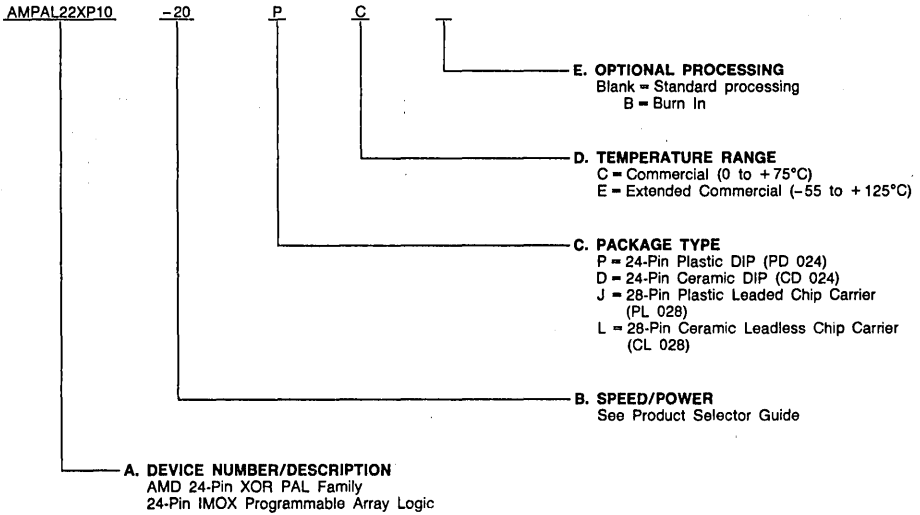 AMPAL22XP10 -20 P C
E. OPTIONAL PROCESSING
Blank = Standard processing
B = Burn In
D. TEMPERATURE RANGE
C = Commercial (0 to +75°C)
E = Extended Commercial (-55 to +125°C)
C. PACKAGE TYPE
P = 24-Pin Plastic DIP (PD 024)
D = 24-Pin Ceramic DIP (CD 024)
J = 28-Pin Plastic Leaded Chip Carrier
(PL 028)
L = 28-Pin Ceramic Leadless Chip Carrier
(CL 028)
B. SPEED/POWER
See Product Selector Guide
A. DEVICE NUMBER/DESCRIPTION
AMD 24-Pin XOR PAL Family
24-Pin IMOX Programmable Array Logic